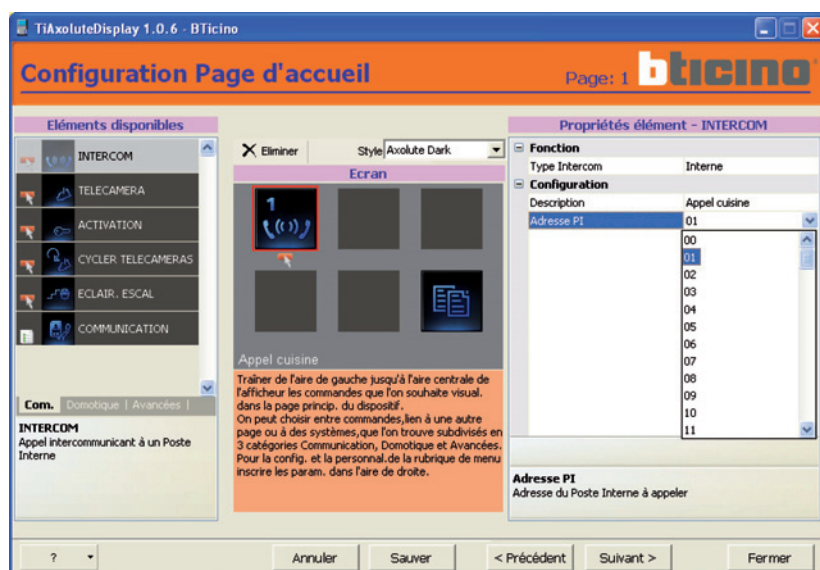 TiAxoluteDisplay 1.0.6 - BTicino
Configuration Page d'accueil
Page: 1
bticino
Eléments disponibles
INTERCOM
TELECAMERA
ACTIVATION
CYCLER TELECAMERAS
ECLAIR. ESCAL
COMMUNICATION
Com. Domotique | Avancées |
INTERCOM
Appel intercommunicant à un Poste
Interne
Eliminer
Style Axolute Dark
Ecran
1
Appel cuisine
Traîner de l'aire de gauche jusqu'à l'aire centrale de
l'afficheur les commandes que l'on souhaite visual.
dans la page princip. du dispositif.
On peut choisir entre commandes,lien à une autre
page ou à des systèmes,que l'on trouve subdivisés en
3 catégories Communication, Domotique et Avancées.
Pour la config. et la personnal.de la rubrique de menu
inscrire les param. dans l'aire de droite.
Propriétés élément - INTERCOM
Fonction
Type Intercom Interne
Configuration
Description Appel cuisine
Adresse PI 01
00
01
02
03
04
05
06
07
08
09
10
11
Adresse PI
Adresse du Poste Interne à appeler
?
Annuler
Sauver
< Précédent
Suivant >
Fermer